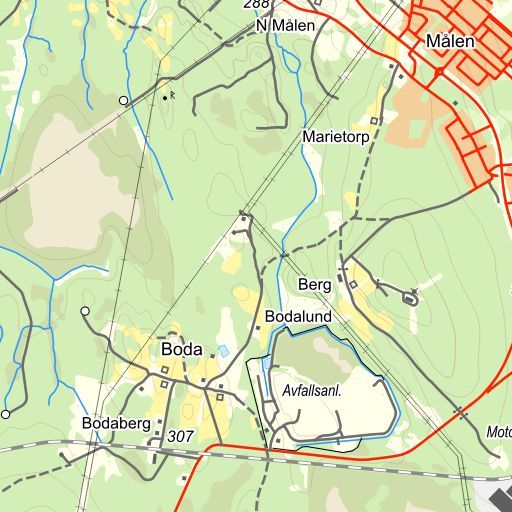 288
N Målen
Målen
Marietorp
Berg
Bodalund
Boda
Avfallsanl.
Bodaberg
307
Moto